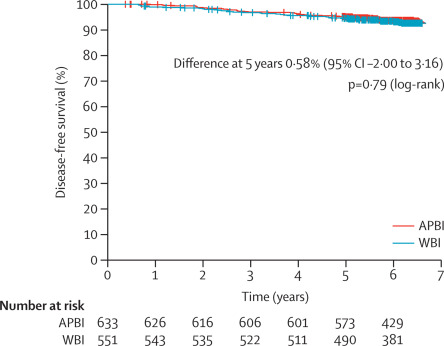 100
90
80
70
60
50
40
30
20
10
0
Disease-free survival (%)
Difference at 5 years 0·58% (95% CI –2·00 to 3·16)
p=0·79 (log-rank)
APBI
WBI
0 1 2 3 4 5 6 7
Time (years)
Number at risk
APBI 633 626 616 606 601 573 429
WBI 551 543 535 522 511 490 381